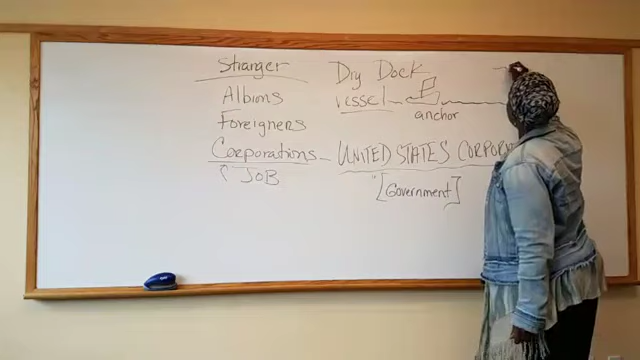 Stranger
Albions
Foreigners
Corporations - UNITED STATES CORPOR
JOB
Dry Dock
vessel
anchor
[Government]